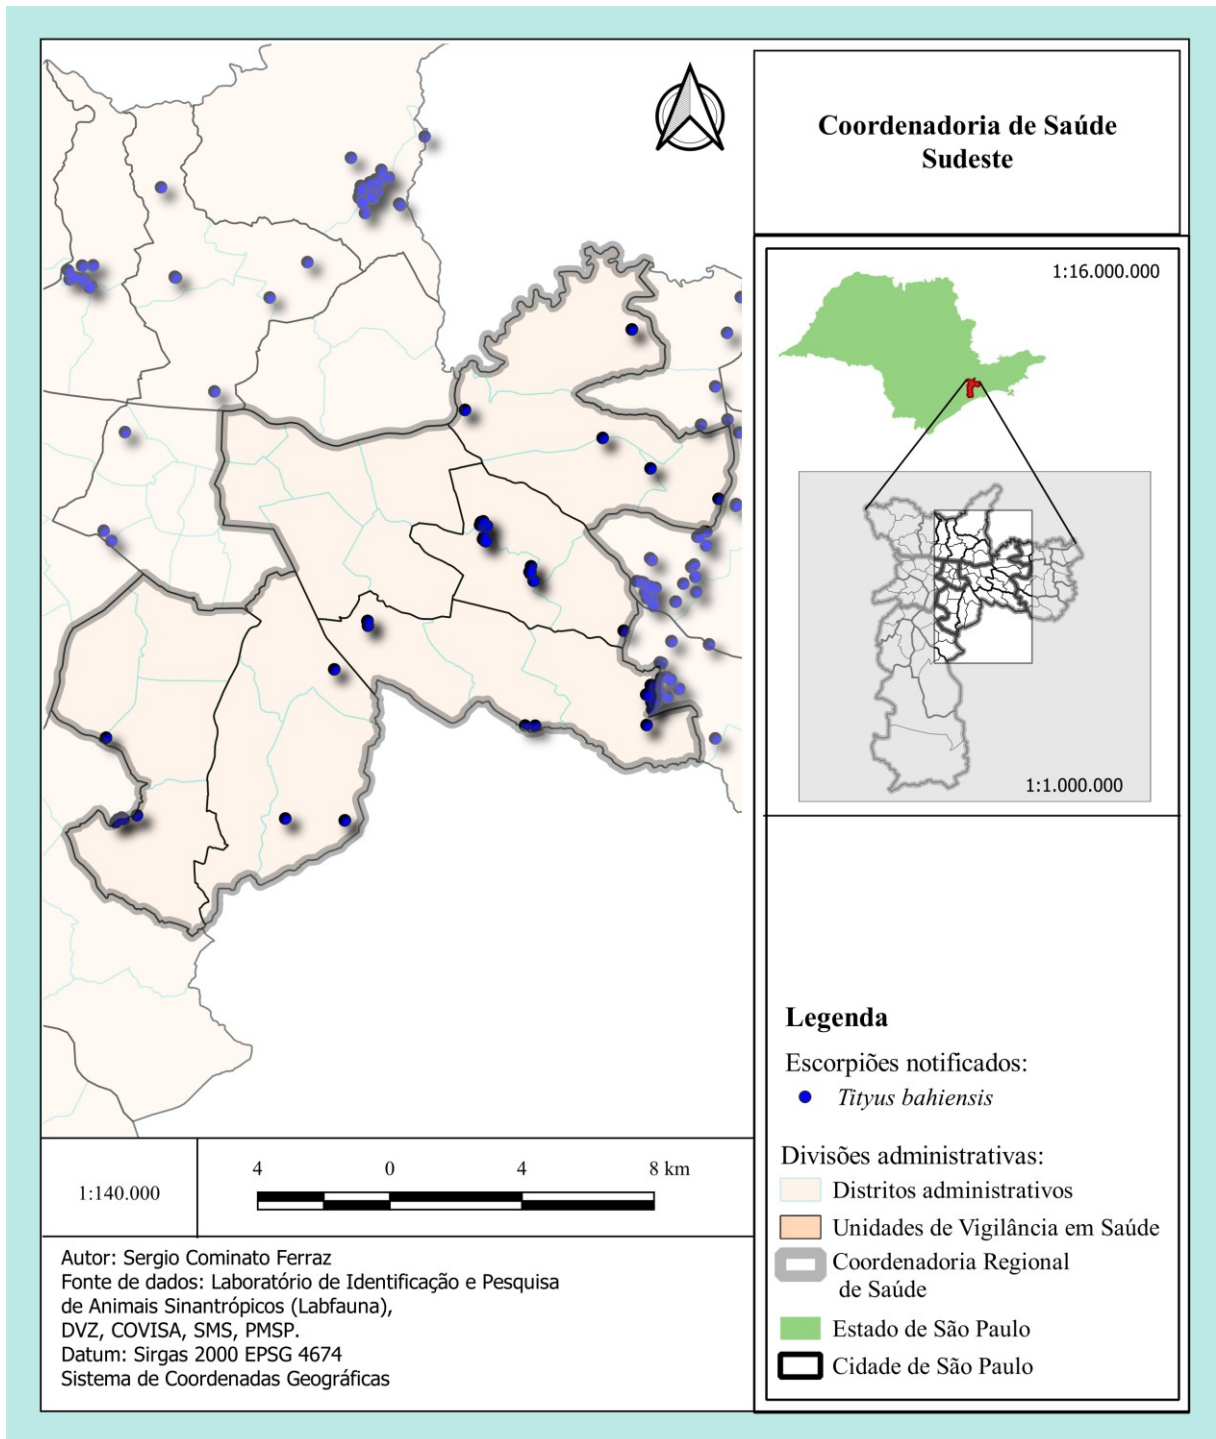 Coordenadoria de Saúde
Sudeste
1:16.000.000
1:1.000.000
Legenda
Escorpiões notificados:
Tityus bahiensis
Divisões administrativas:
Distritos administrativos
Unidades de Vigilância em Saúde
Coordenadoria Regional
de Saúde
Estado de São Paulo
Cidade de São Paulo
1:140.000
4 0 4 8 km
Autor: Sergio Cominato Ferraz
Fonte de dados: Laboratório de Identificação e Pesquisa
de Animais Sinantrópicos (Labfauna),
DVZ, COVISA, SMS, PMSP.
Datum: Sirgas 2000 EPSG 4674
Sistema de Coordenadas Geográficas